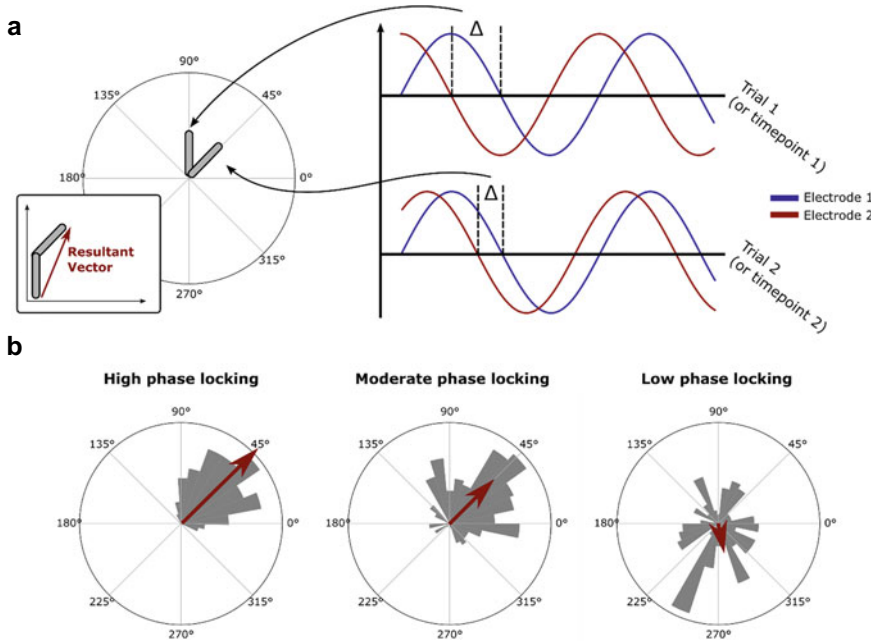 a
90°
135°
45°
180°
0°
315°
270°
Resultant
Vector
Δ
Trial 1
(or timepoint 1)
Electrode 1
Electrode 2
Δ
Trial 2
(or timepoint 2)
b
High phase locking
90°
135°
45°
180°
0°
225°
315°
270°
Moderate phase locking
90°
135°
45°
180°
0°
225°
315°
270°
Low phase locking
90°
135°
45°
180°
0°
225°
315°
270°